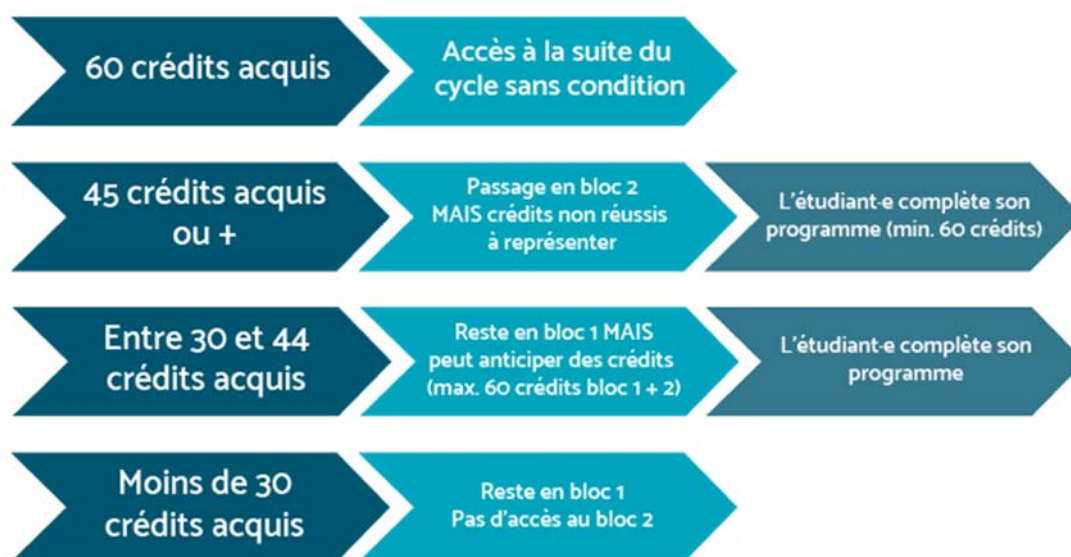 60 crédits acquis
Accès à la suite du
cycle sans condition
45 crédits acquis
ou +
Passage en bloc 2
MAIS crédits non réussis
à représenter
L'étudiant·e complète son
programme (min. 60 crédits)
Entre 30 et 44
crédits acquis
Reste en bloc 1 MAIS
peut anticiper des crédits
(max. 60 crédits bloc 1 + 2)
L'étudiant·e complète son
programme
Moins de 30
crédits acquis
Reste en bloc 1
Pas d'accès au bloc 2